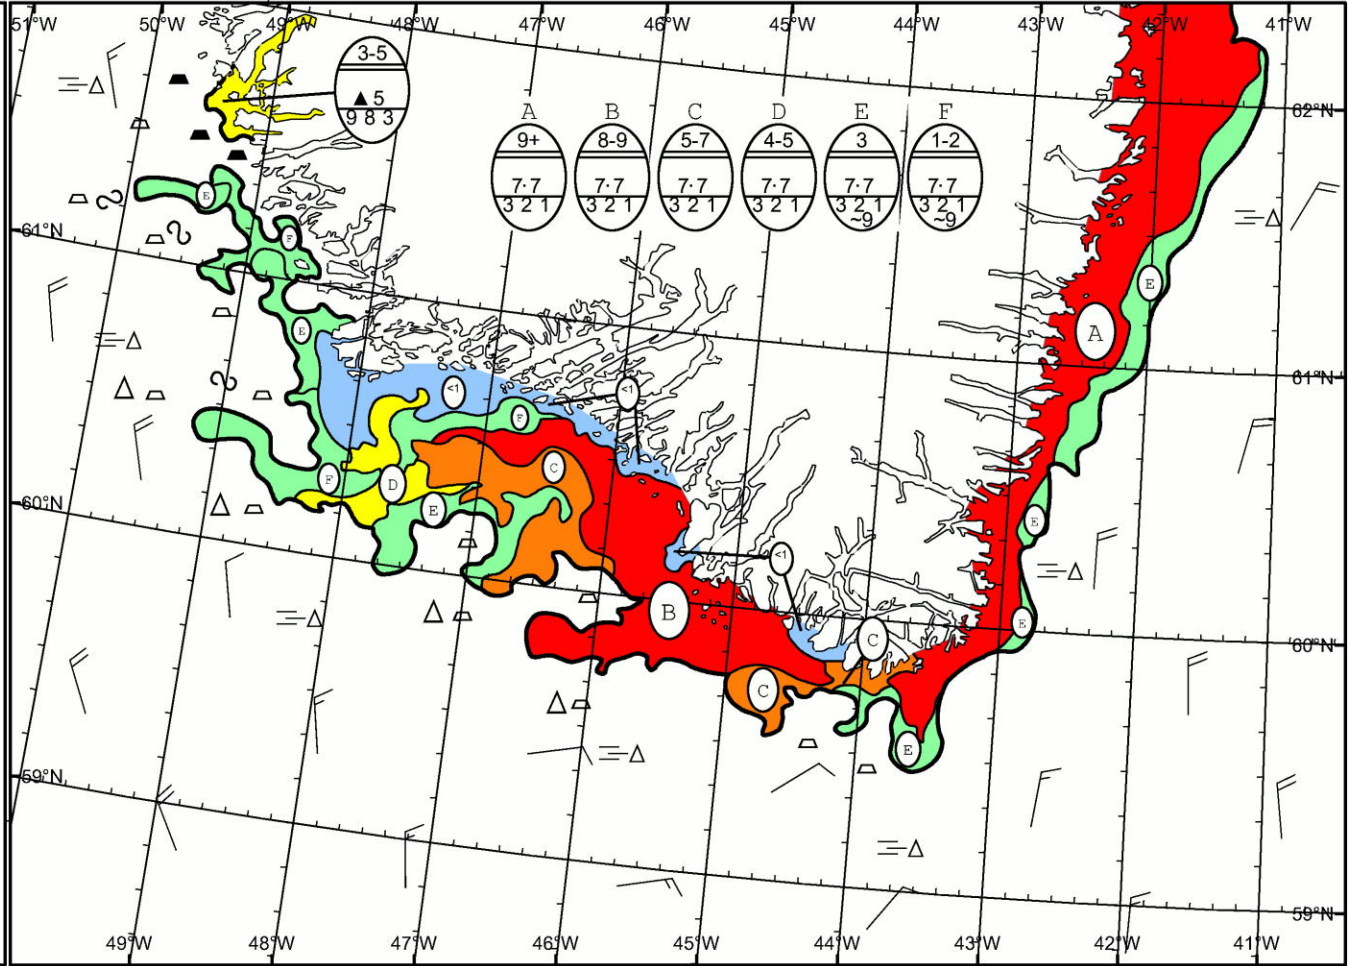 51°W 50°W 49°W 48°W 47°W 46°W 45°W 44°W 43°W 42°W 41°W
3-5
5
9 8 3
62°N
A B C D E F
9+ 8-9 5-7 4-5 3 1-2
7·7 7·7 7·7 7·7 7·7 7·7
3 2 1 3 2 1 3 2 1 3 2 1 3 2 1 3 2 1
~9 ~9
E
61°N
F
E
E
A
61°N
<1 <1
F
C
F D
E
60°N
E
<1
B
E
C
60°N
C
E
59°N
59°N
49°W 48°W 47°W 46°W 45°W 44°W 43°W 42°W 41°W